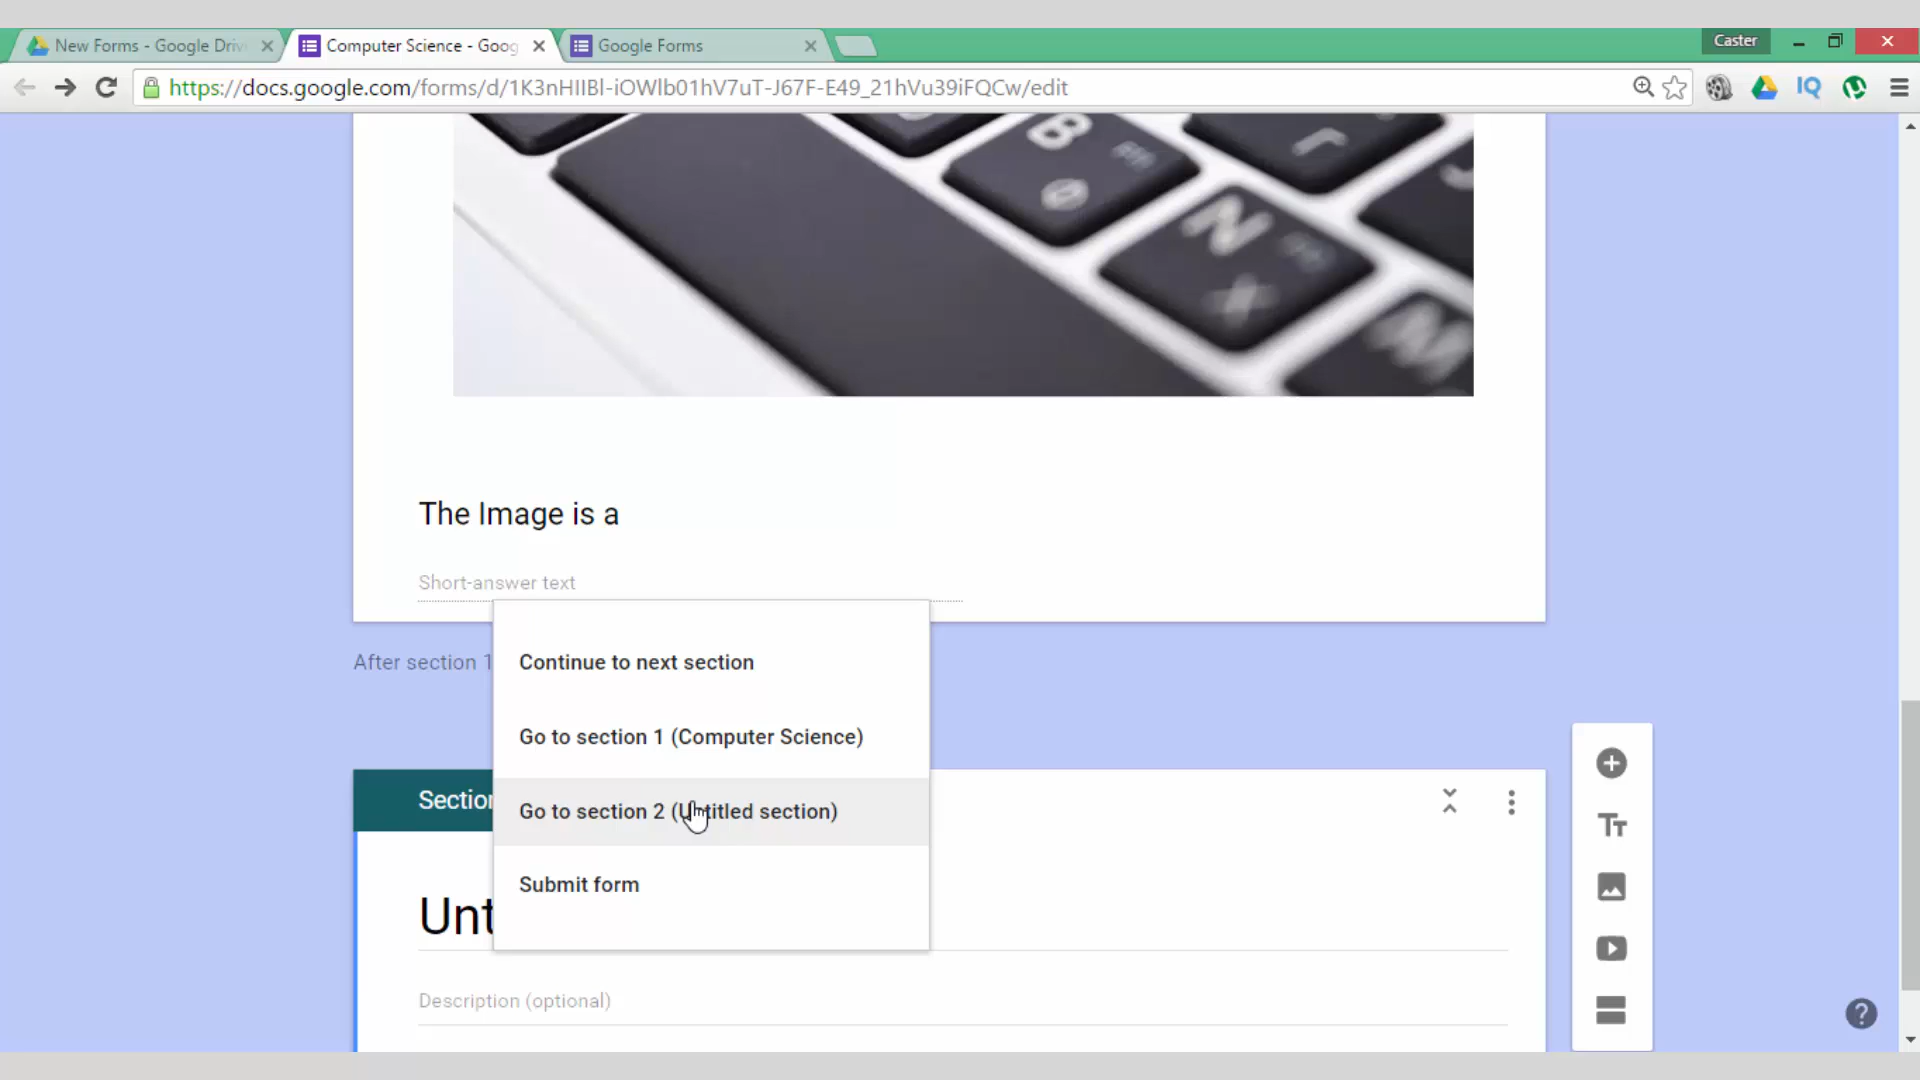 New Forms - Google Driv
Computer Science - Goog
Google Forms
Caster
https://docs.google.com/forms/d/1K3nHIIBl-iOWlb01hV7uT-J67F-E49_21hVu39iFQCw/edit
IQ
B
N
X
r
M
The Image is a
Short-answer text
After section 1
Continue to next section
Go to section 1 (Computer Science)
Section
Go to section 2 (Untitled section)
Submit form
Unt
Description (optional)